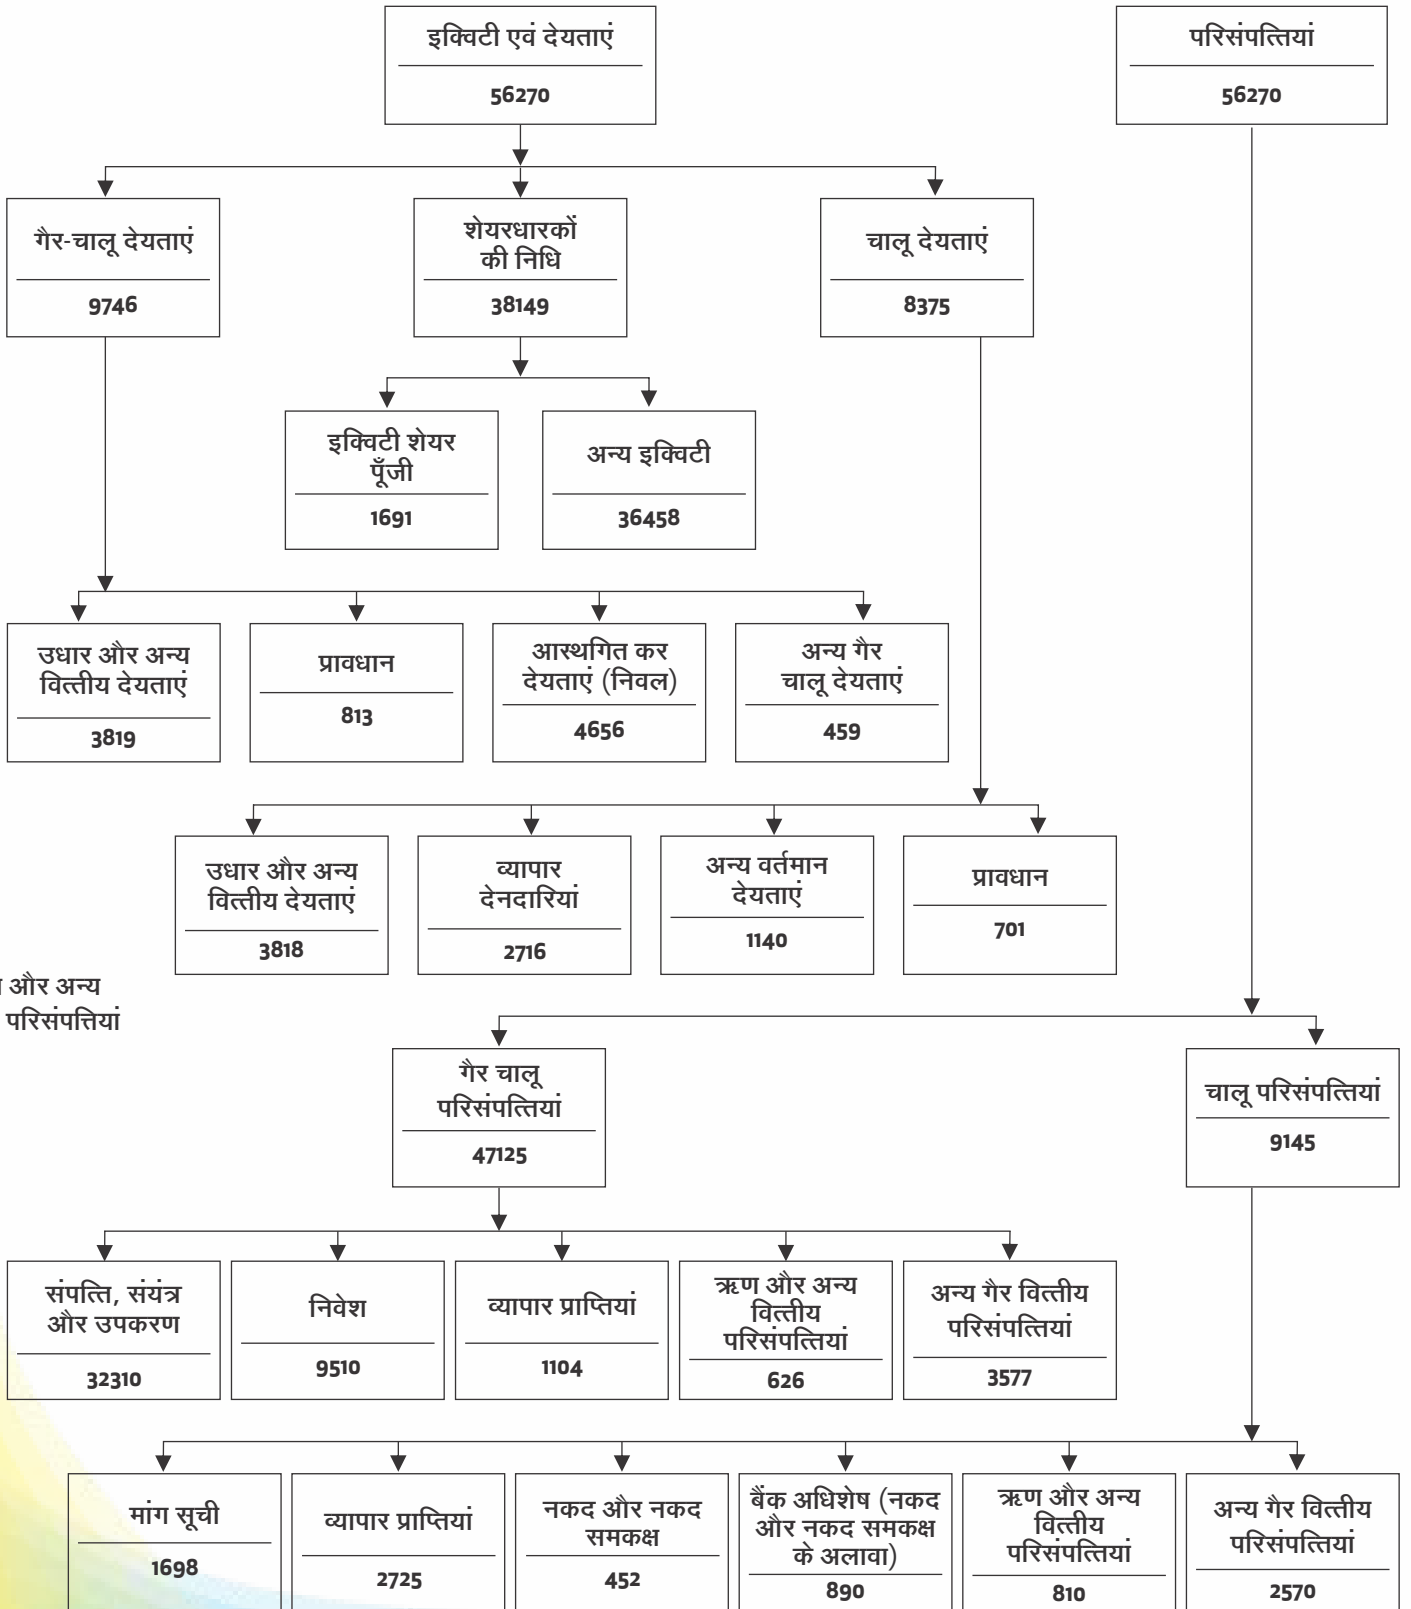 इक्विटी एवं देयताएं
56270
परिसंपत्तियां
56270
गैर-चालू देयताएं
9746
शेयरधारकों
की निधि
38149
चालू देयताएं
8375
इक्विटी शेयर
पूँजी
1691
अन्य इक्विटी
36458
उधार और अन्य
वित्तीय देयताएं
3819
प्रावधान
813
आस्थगित कर
देयताएं (निवल)
4656
अन्य गैर
चालू देयताएं
459
उधार और अन्य
वित्तीय देयताएं
3818
व्यापार
देनदारियां
2716
अन्य वर्तमान
देयताएं
1140
प्रावधान
701
और अन्य
परिसंपत्तियां
गैर चालू
परिसंपत्तियां
47125
चालू परिसंपत्तियां
9145
संपत्ति, संयंत्र
और उपकरण
32310
निवेश
9510
व्यापार प्राप्तियां
1104
ऋण और अन्य
वित्तीय
परिसंपत्तियां
626
अन्य गैर वित्तीय
परिसंपत्तियां
3577
मांग सूची
1698
व्यापार प्राप्तियां
2725
नकद और नकद
समकक्ष
452
बैंक अधिशेष (नकद
और नकद समकक्ष
के अलावा)
890
ऋण और अन्य
वित्तीय
परिसंपत्तियां
810
अन्य गैर वित्तीय
परिसंपत्तियां
2570